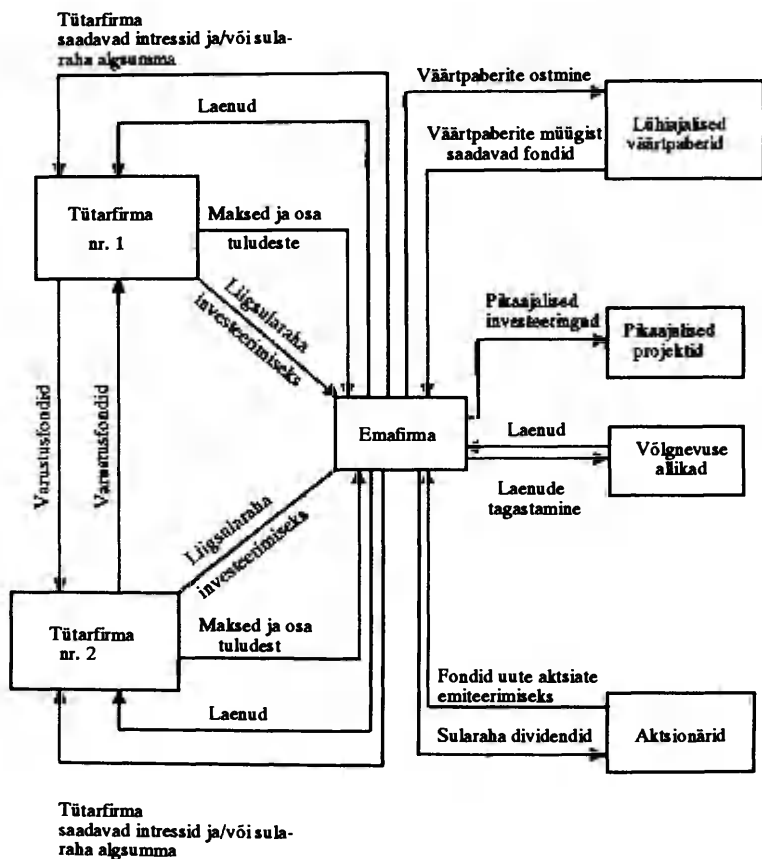 Tütarfirma
saadavad intressid ja/või sula-
raha algsumma
Laenud
Väärtpaberite ostmine
Väärtpaberite müügist
saadavad fondid
Lühiajalised
väärtpaberid
Tütarfirma
nr. 1
Maksed ja osa
tuludeste
Liigsularaha
investeerimiseks
Pikaajalised
investeeringud
Pikaajalised
projektid
Varustusfondid
Varustusfondid
Emafirma
Laenud
Laenude
tagastamine
Võlgnevuse
allikad
Liigsularaha
investeerimiseks
Tütarfirma
nr. 2
Maksed ja osa
tuludest
Laenud
Fondid uute aktsiate
emiteerimiseks
Sularaha dividendid
Aktsionärid
Tütarfirma
saadavad intressid ja/või sula-
raha algsumma